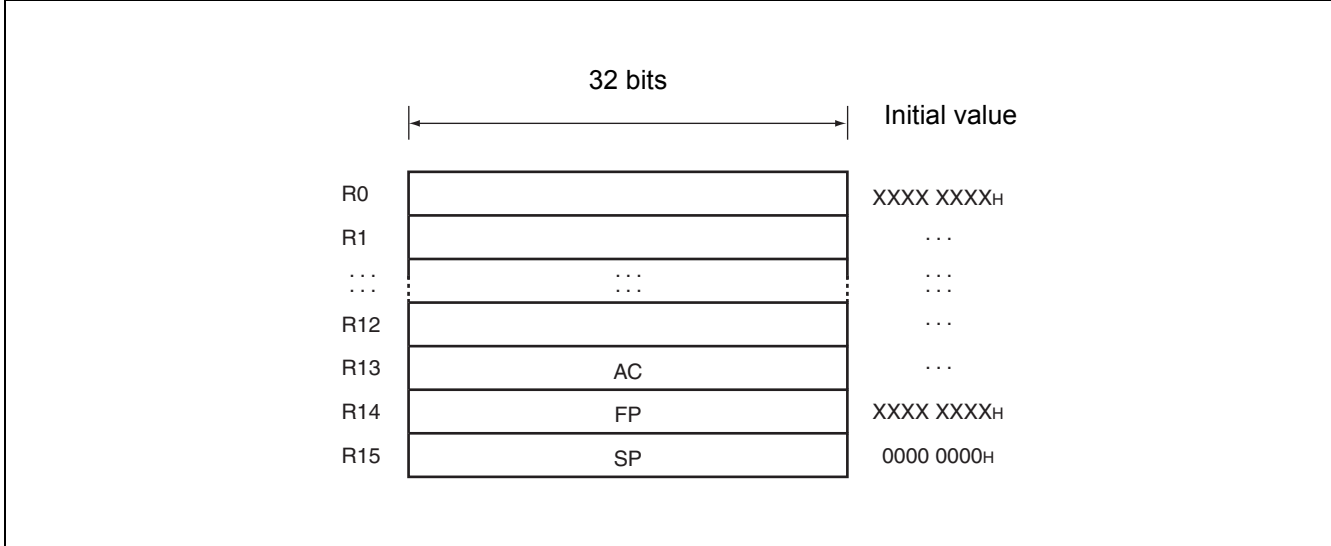 32 bits
Initial value
R0 XXXX XXXXH
R1 . . .
. . . . . . . . .
. . . . . . . . .
R12 . . .
R13 AC . . .
R14 FP XXXX XXXXH
R15 SP 0000 0000H